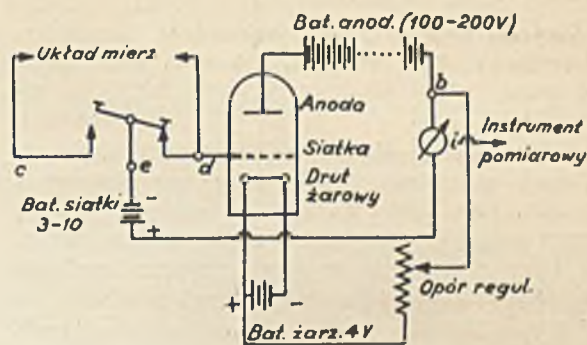 Bat. anod. (100-200V)
Układ mierz
b
Anoda
Siatka
Drut
żarowy
i
Instrument
pomiarowy
c
e
d
Bat. siatki
3-10
-
+
+
-
Opór regul.
Bat. żarz. 4V